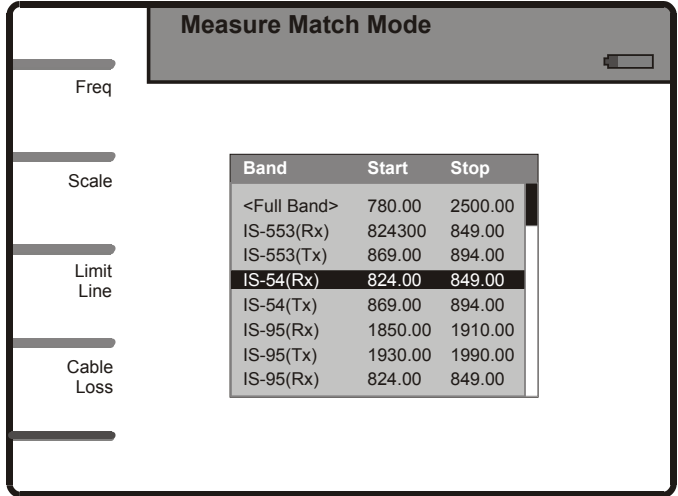 Measure Match Mode
Freq
Scale
Limit
Line
Cable
Loss
Band Start Stop
<Full Band> 780.00 2500.00
IS-553(Rx) 824300 849.00
IS-553(Tx) 869.00 894.00
IS-54(Rx) 824.00 849.00
IS-54(Tx) 869.00 894.00
IS-95(Rx) 1850.00 1910.00
IS-95(Tx) 1930.00 1990.00
IS-95(Rx) 824.00 849.00